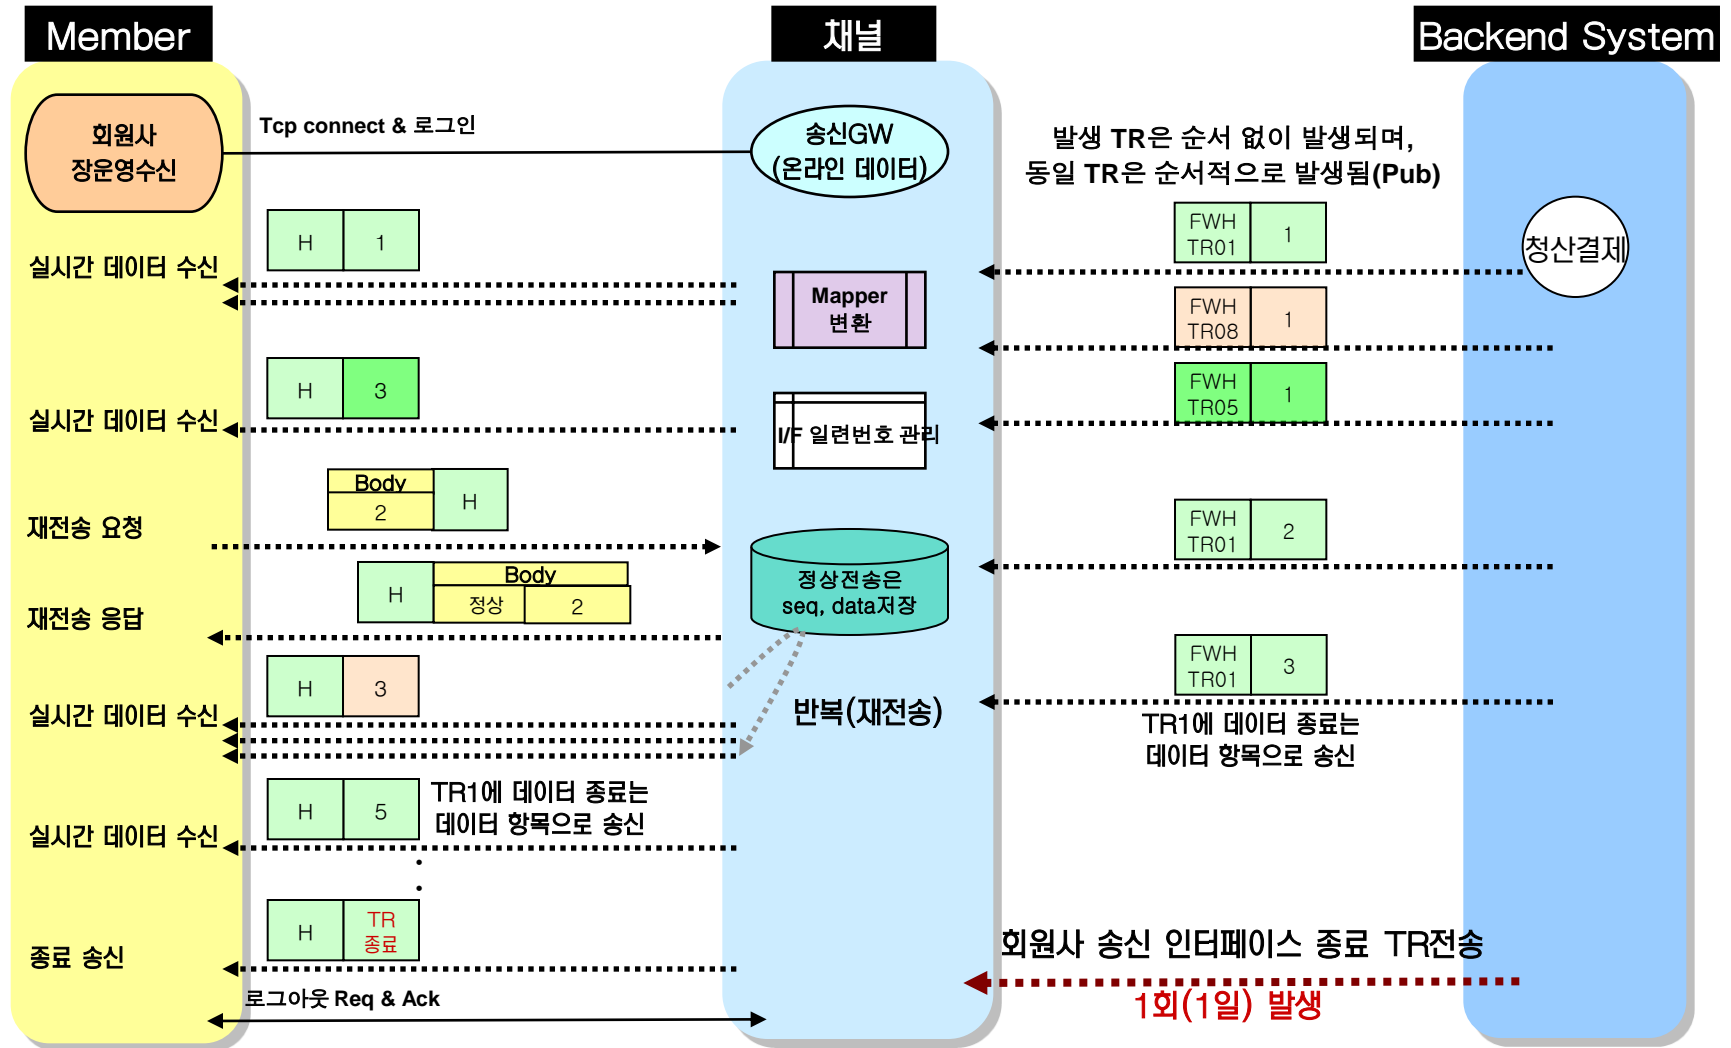 Member
채널
Backend System
회원사
장운영수신
Tcp connect & 로그인
송신GW
(온라인 데이터)
발생 TR은 순서 없이 발생되며,
동일 TR은 순서적으로 발생됨(Pub)
청산결제
H
1
FWH
TR01
1
실시간 데이터 수신
Mapper
변환
FWH
TR08
1
H
3
FWH
TR05
1
실시간 데이터 수신
I/F 일련번호 관리
Body
2
H
재전송 요청
FWH
TR01
2
H
Body
정상
2
재전송 응답
정상전송은
seq, data저장
H
3
실시간 데이터 수신
반복(재전송)
FWH
TR01
3
TR1에 데이터 종료는
데이터 항목으로 송신
H
5
TR1에 데이터 종료는
데이터 항목으로 송신
실시간 데이터 수신
H
TR
종료
종료 송신
회원사 송신 인터페이스 종료 TR전송
1회(1일) 발생
로그아웃 Req & Ack